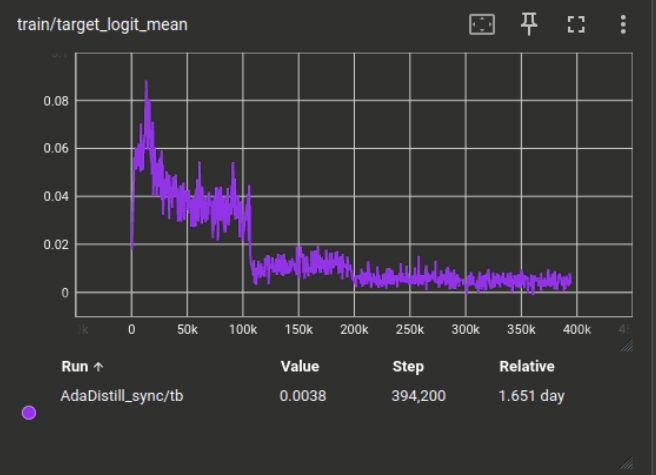 train/target_logit_mean
0.08
0.06
0.04
0.02
0
0 50k 100k 150k 200k 250k 300k 350k 400k
Run ↑ Value Step Relative
AdaDistill_sync/tb 0.0038 394,200 1.651 day